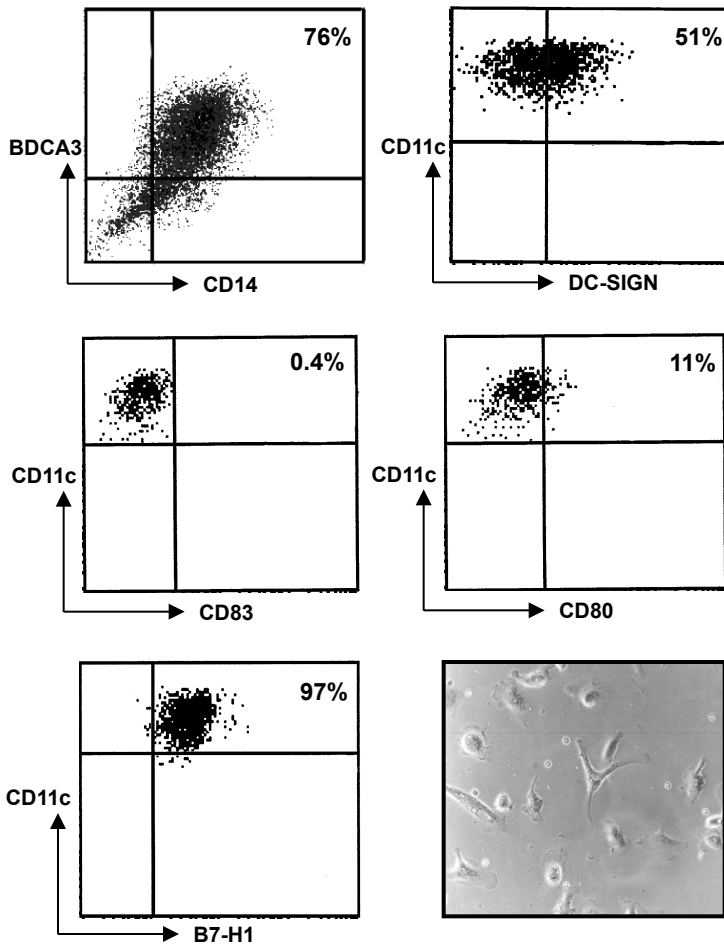 76%
BDCA3
CD14
51%
CD11c
DC-SIGN
0.4%
CD11c
CD83
11%
CD11c
CD80
97%
CD11c
B7-H1